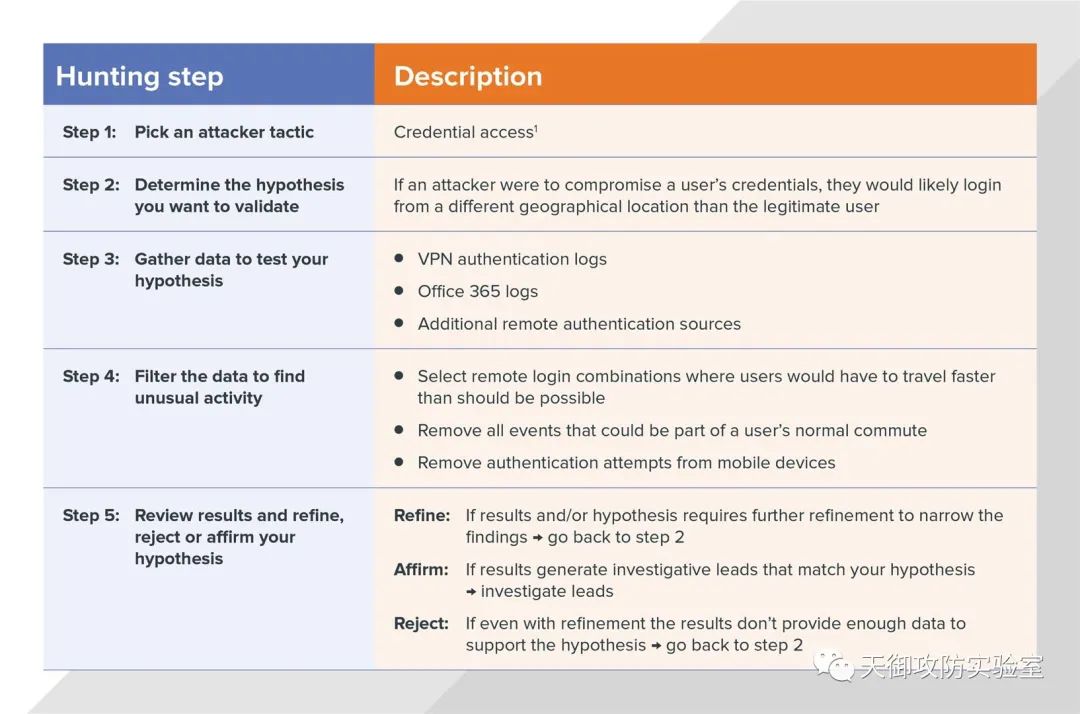 Hunting step
Description
Step 1: Pick an attacker tactic
Credential access¹
Step 2: Determine the hypothesis
you want to validate
If an attacker were to compromise a user’s credentials, they would likely login
from a different geographical location than the legitimate user
Step 3: Gather data to test your
hypothesis
● VPN authentication logs
● Office 365 logs
● Additional remote authentication sources
Step 4: Filter the data to find
unusual activity
● Select remote login combinations where users would have to travel faster
than should be possible
● Remove all events that could be part of a user’s normal commute
● Remove authentication attempts from mobile devices
Step 5: Review results and refine,
reject or affirm your
hypothesis
Refine: If results and/or hypothesis requires further refinement to narrow the
findings → go back to step 2
Affirm: If results generate investigative leads that match your hypothesis
→ investigate leads
Reject: If even with refinement the results don’t provide enough data to
support the hypothesis → go back to step 2
天御攻防实验室